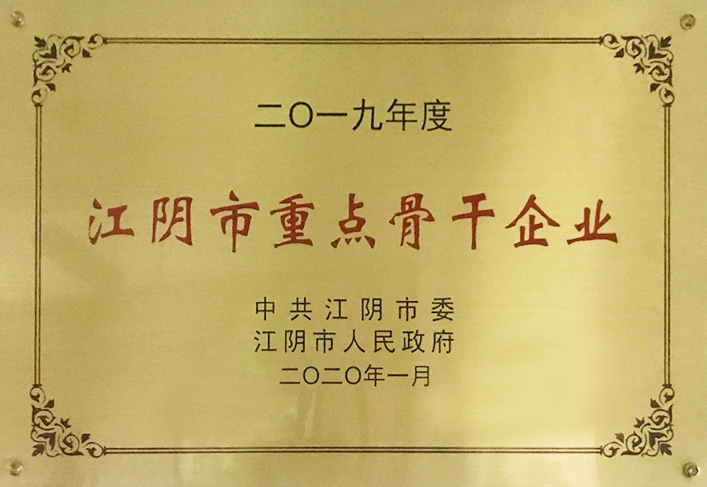 二〇一九年度
江阴市重点骨干企业
中共江阴市委
江阴市人民政府
二〇二〇年一月